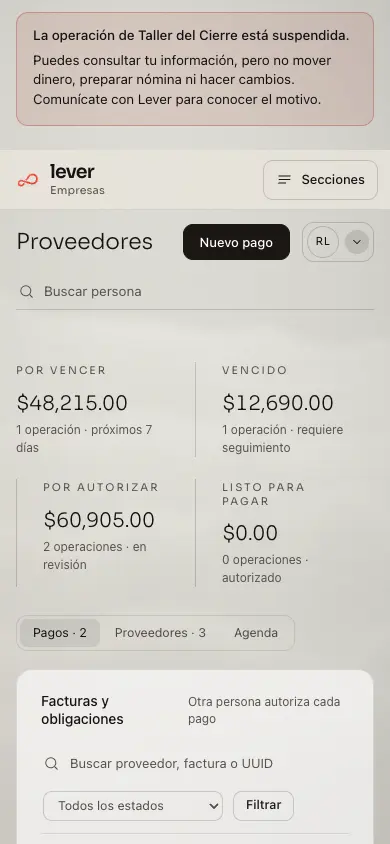 La operación de Taller del Cierre está suspendida.
Puedes consultar tu información, pero no mover
dinero, preparar nómina ni hacer cambios.
Comunícate con Lever para conocer el motivo.
lever
Empresas
Secciones
Proveedores
Nuevo pago
RL
Buscar persona
POR VENCER
$48,215.00
1 operación · próximos 7
días
VENCIDO
$12,690.00
1 operación · requiere
seguimiento
POR AUTORIZAR
$60,905.00
2 operaciones · en
revisión
LISTO PARA
PAGAR
$0.00
0 operaciones ·
autorizado
Pagos · 2
Proveedores · 3
Agenda
Facturas y
obligaciones
Otra persona autoriza cada
pago
Buscar proveedor, factura o UUID
Todos los estados
Filtrar